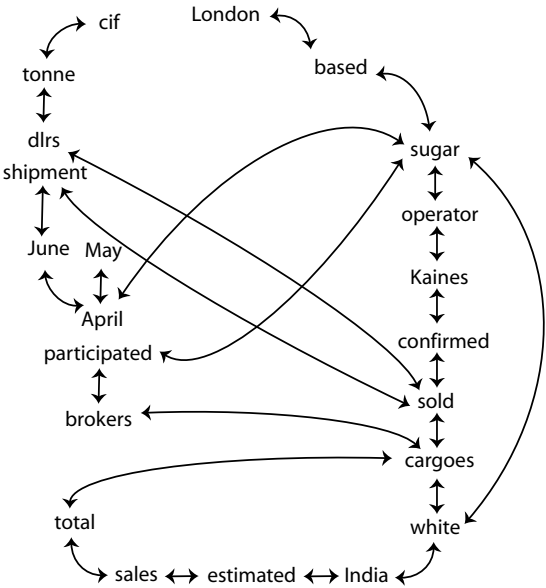 cif
London
tonne
based
dlrs
sugar
shipment
operator
June
May
Kaines
April
confirmed
participated
sold
brokers
cargoes
total
white
sales
estimated
India